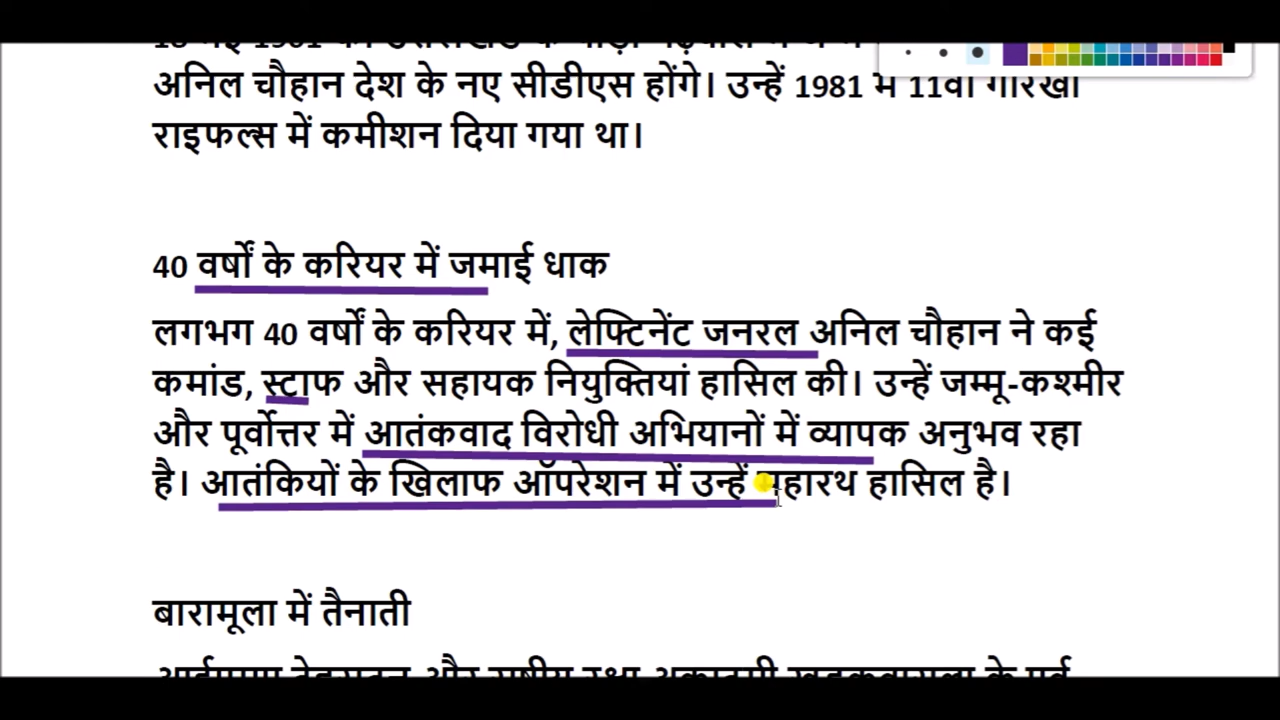 अनिल चौहान देश के नए सीडीएस होंगे। उन्हें 1981 में 11वीं गोरखा
राइफल्स में कमीशन दिया गया था।
40 वर्षों के करियर में जमाई धाक
लगभग 40 वर्षों के करियर में, लेफ्टिनेंट जनरल अनिल चौहान ने कई
कमांड, स्टाफ और सहायक नियुक्तियां हासिल की। उन्हें जम्मू-कश्मीर
और पूर्वोत्तर में आतंकवाद विरोधी अभियानों में व्यापक अनुभव रहा
है। आतंकियों के खिलाफ ऑपरेशन में उन्हें महारथ हासिल है।
बारामूला में तैनाती